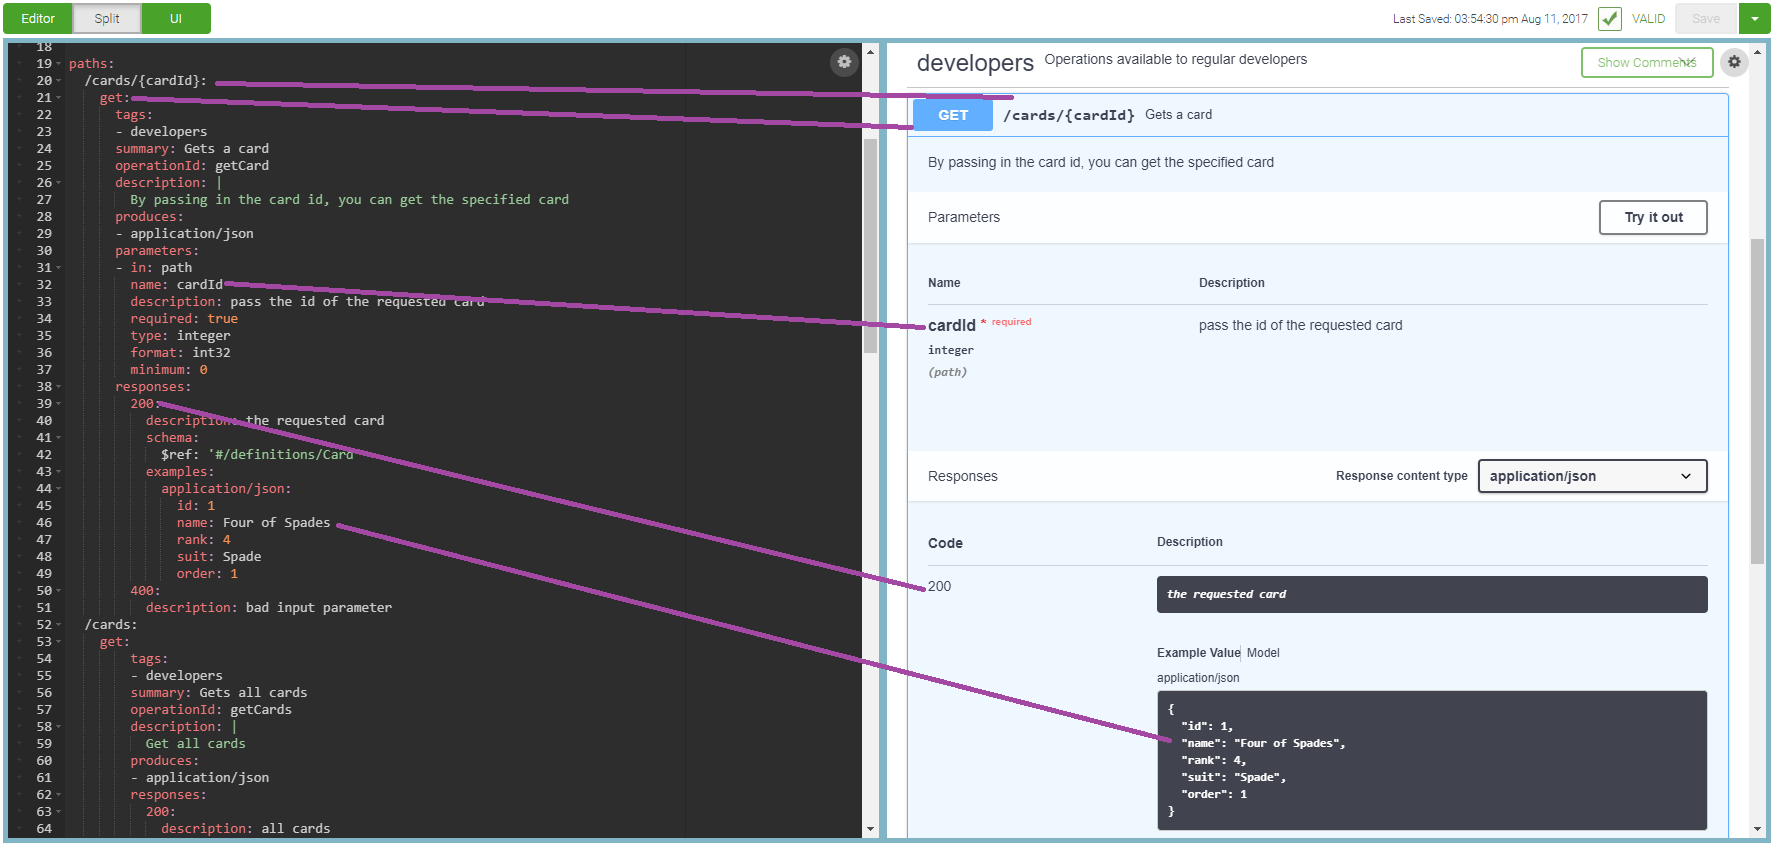 Editor
Split
UI
Last Saved: 03:54:30 pm Aug 11, 2017
VALID
Save
18
19 paths:
20 /cards/{cardId}:
21 get:
22 tags:
23 - developers
24 summary: Gets a card
25 operationId: getCard
26 description: |
27 By passing in the card id, you can get the specified card
28 produces:
29 - application/json
30 parameters:
31 - in: path
32 name: cardId
33 description: pass the id of the requested card
34 required: true
35 type: integer
36 format: int32
37 minimum: 0
38 responses:
39 200:
40 description: the requested card
41 schema:
42 $ref: '#/definitions/Card
43 examples:
44 application/json:
45 id: 1
46 name: Four of Spades
47 rank: 4
48 suit: Spade
49 order: 1
50 400:
51 description: bad input parameter
52 /cards:
53 get:
54 tags:
55 - developers
56 summary: Gets all cards
57 operationId: getCards
58 description: |
59 Get all cards
60 produces:
61 - application/json
62 responses:
63 200:
64 description: all cards
developers Operations available to regular developers
Show Comments
GET /cards/{cardId} Gets a card
By passing in the card id, you can get the specified card
Parameters
Try it out
Name Description
cardId * required pass the id of the requested card
integer
(path)
Responses
Response content type application/json
Code Description
200 the requested card
Example Value Model
application/json
{
"id": 1,
"name": "Four of Spades",
"rank": 4,
"suit": "Spade",
"order": 1
}